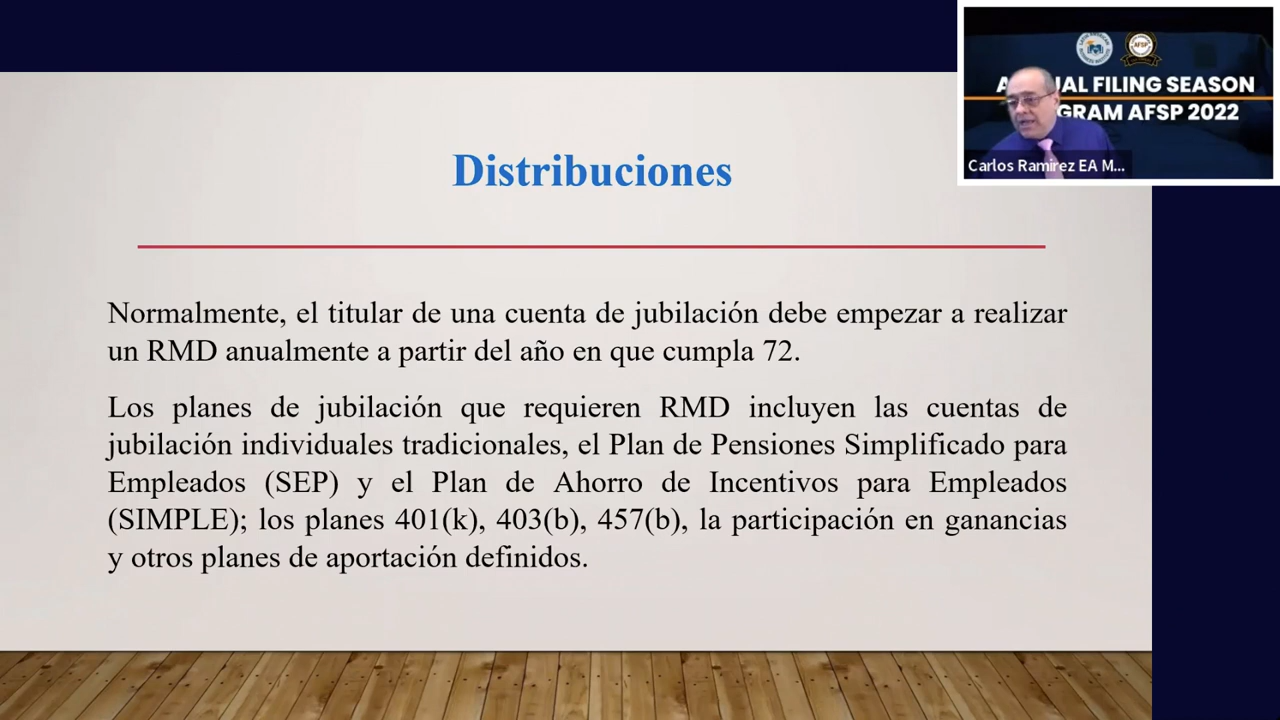 Distribuciones
Normalmente, el titular de una cuenta de jubilación debe empezar a realizar
un RMD anualmente a partir del año en que cumpla 72.
Los planes de jubilación que requieren RMD incluyen las cuentas de
jubilación individuales tradicionales, el Plan de Pensiones Simplificado para
Empleados (SEP) y el Plan de Ahorro de Incentivos para Empleados
(SIMPLE); los planes 401(k), 403(b), 457(b), la participación en ganancias
y otros planes de aportación definidos.
AFSP
FILING SEASON
AFSP 2022
Carlos Ramirez EA M...